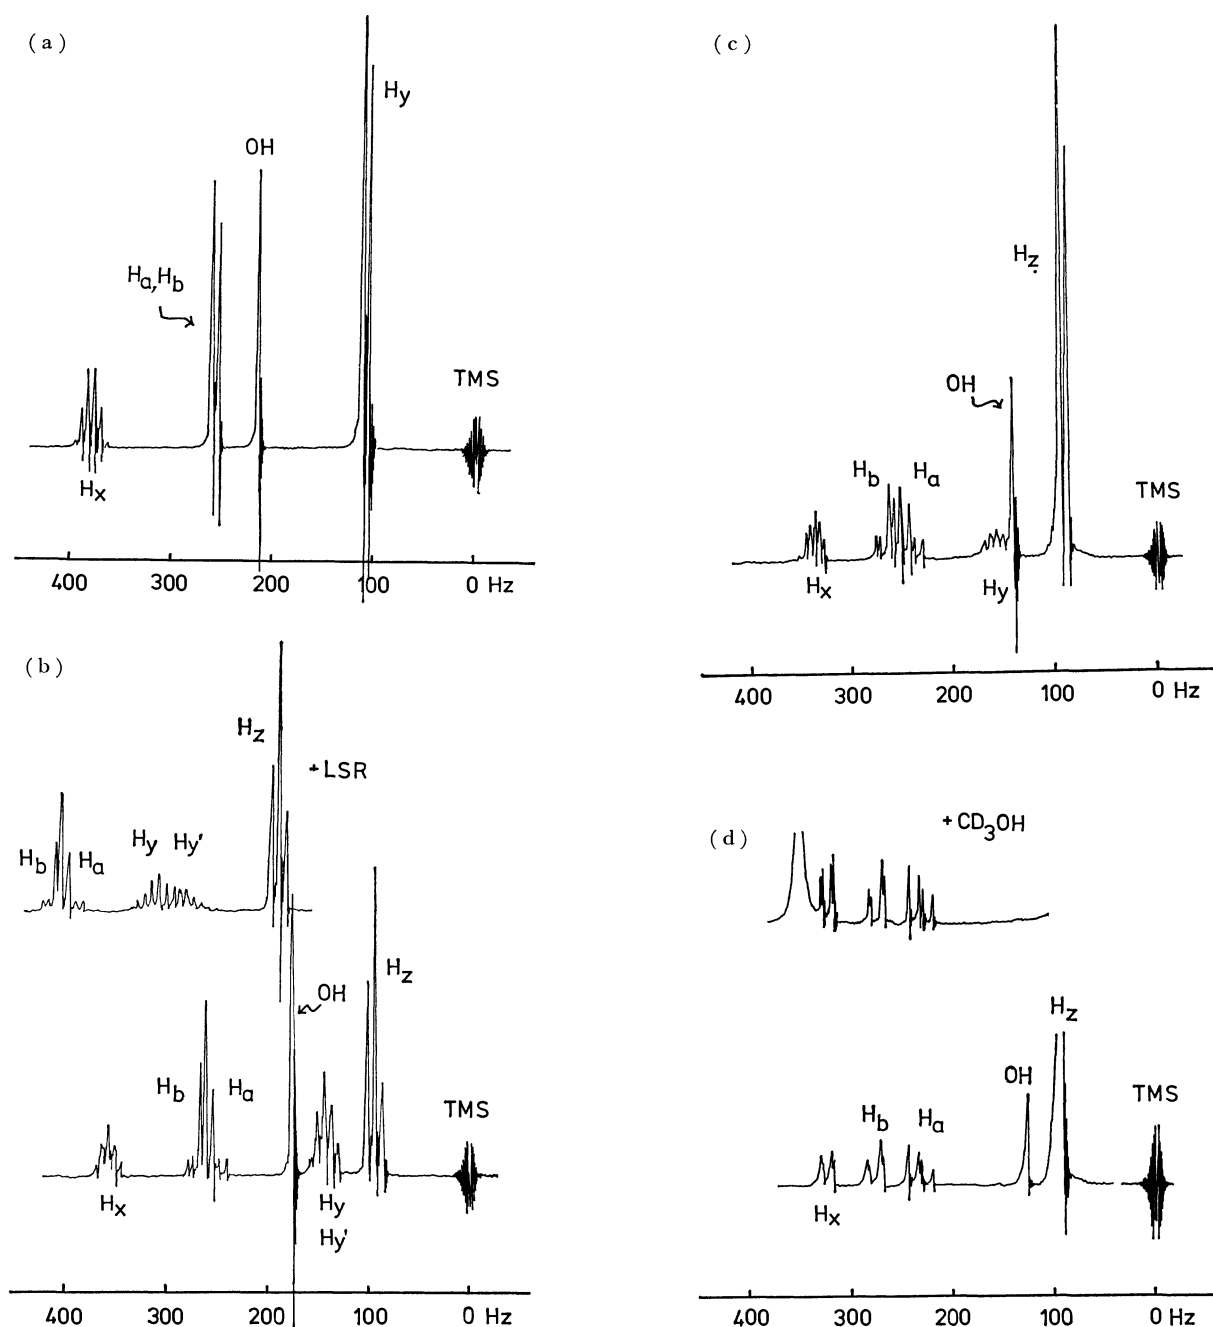 (a)
Hy
OH
Ha,Hb
TMS
Hx
400 300 200 100 0 Hz
(b)
Hz
+LSR
Hb Ha Hy Hy'
OH
Hz
Hb Ha
TMS
Hx
Hy
Hy'
400 300 200 100 0 Hz
(c)
Hz
OH
Hb Ha
TMS
Hx Hy
400 300 200 100 0 Hz
(d)
+ CD3OH
Hz
OH
TMS
Hb Ha
Hx
400 300 200 100 0 Hz